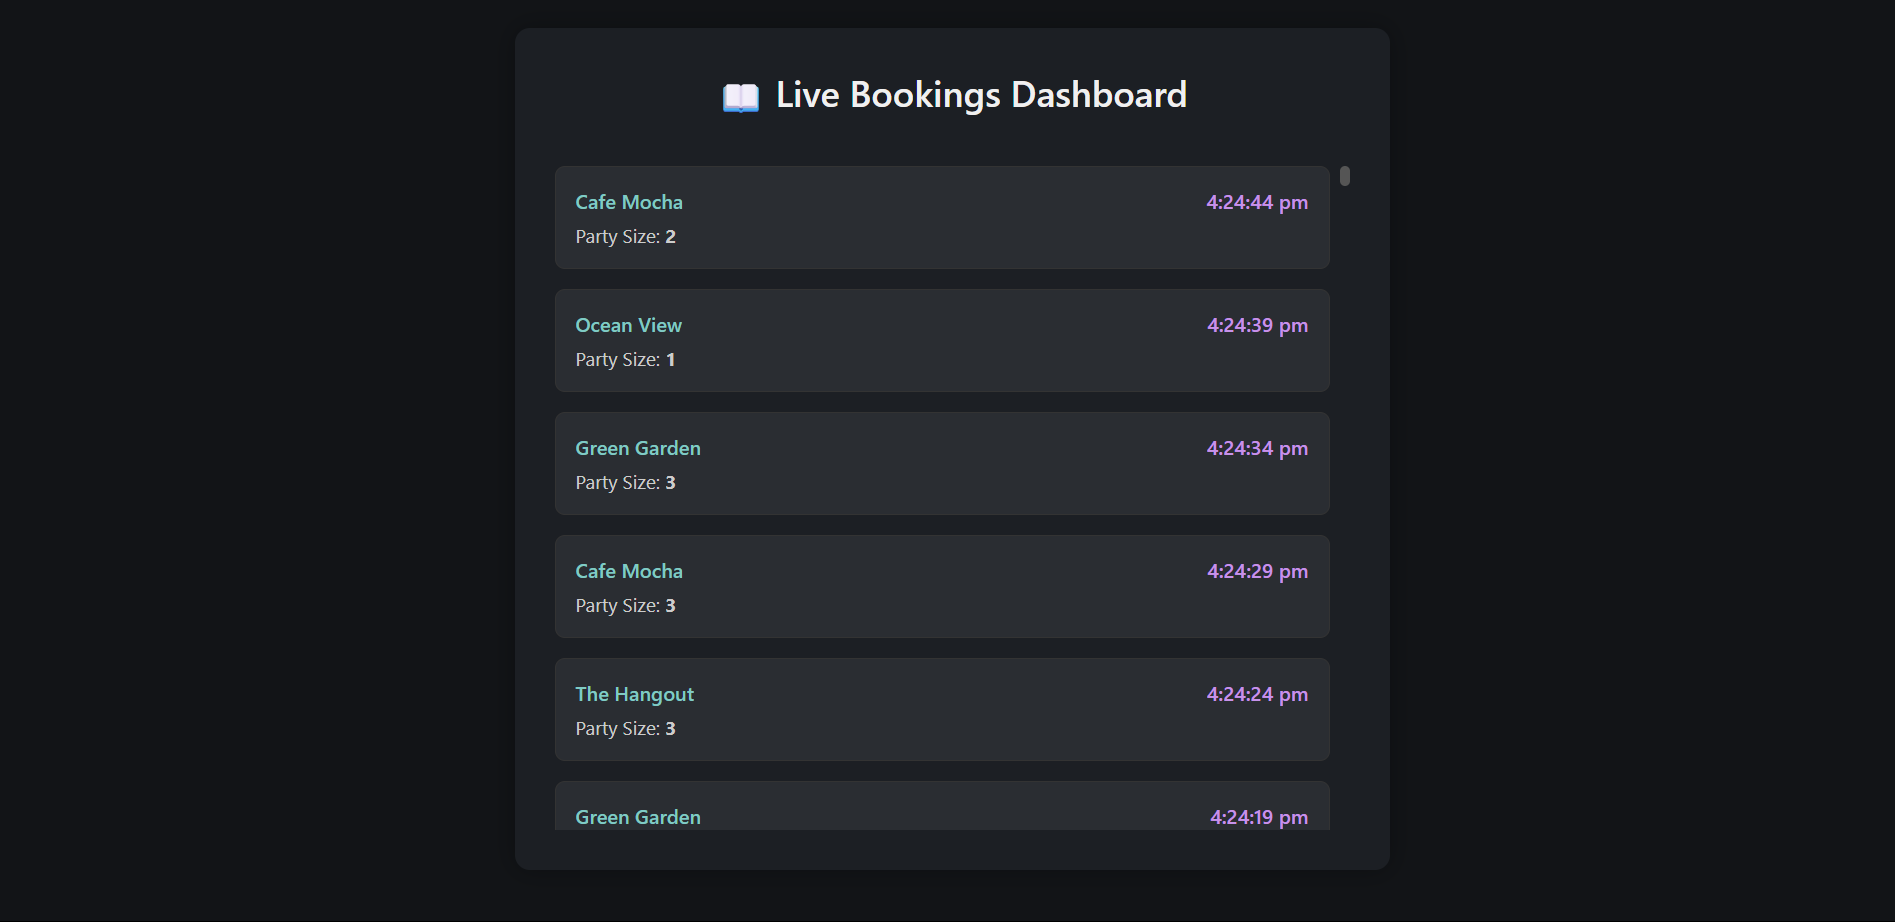 📖 Live Bookings Dashboard
Cafe Mocha 4:24:44 pm
Party Size: 2
Ocean View 4:24:39 pm
Party Size: 1
Green Garden 4:24:34 pm
Party Size: 3
Cafe Mocha 4:24:29 pm
Party Size: 3
The Hangout 4:24:24 pm
Party Size: 3
Green Garden 4:24:19 pm